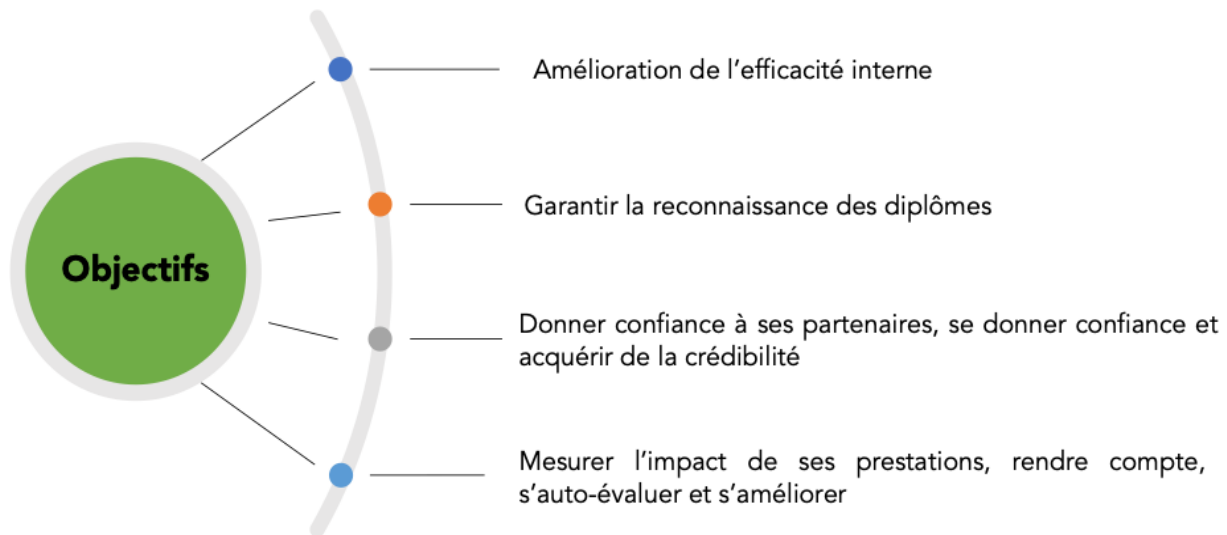 Amélioration de l’efficacité interne
Garantir la reconnaissance des diplômes
Objectifs
Donner confiance à ses partenaires, se donner confiance et
acquérir de la crédibilité
Mesurer l’impact de ses prestations, rendre compte,
s’auto-évaluer et s’améliorer